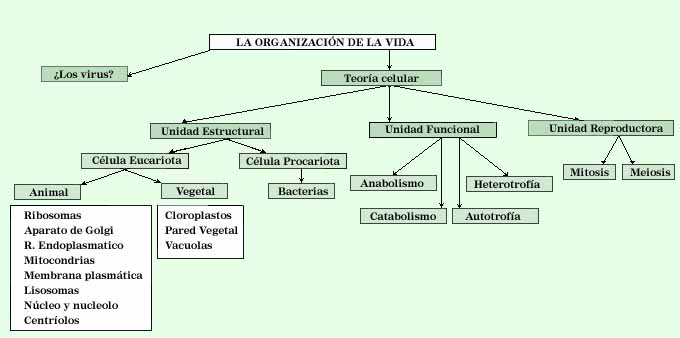 LA ORGANIZACIÓN DE LA VIDA
¿Los virus?
Teoría celular
Unidad Estructural
Unidad Funcional
Unidad Reproductora
Célula Eucariota
Célula Procariota
Mitosis
Meiosis
Animal
Vegetal
Bacterias
Anabolismo
Heterotrofía
Catabolismo
Autotrofía
Ribosomas
Aparato de Golgi
R. Endoplasmatico
Mitocondrias
Membrana plasmática
Lisosomas
Núcleo y nucleolo
Centríolos
Cloroplastos
Pared Vegetal
Vacuolas